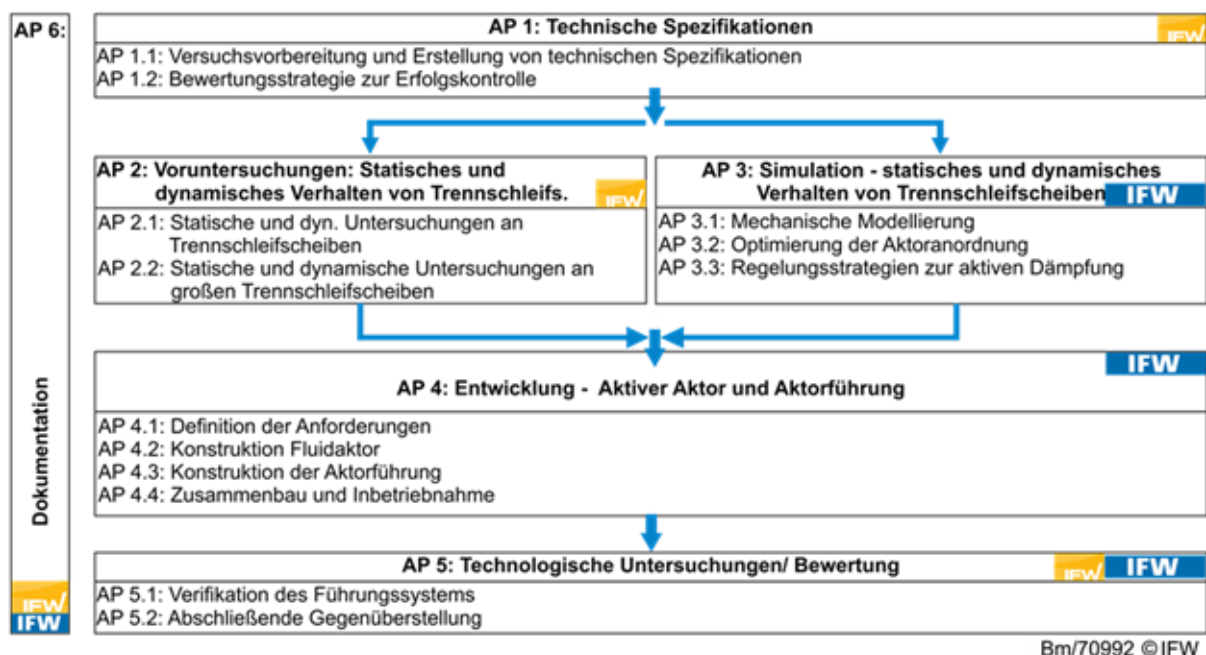 AP 6:
Dokumentation
IFW
IFW
AP 1: Technische Spezifikationen
IFW
AP 1.1: Versuchsvorbereitung und Erstellung von technischen Spezifikationen
AP 1.2: Bewertungsstrategie zur Erfolgskontrolle
AP 2: Voruntersuchungen: Statisches und
dynamisches Verhalten von Trennschleifs.
IFW
AP 2.1: Statische und dyn. Untersuchungen an
Trennschleifscheiben
AP 2.2: Statische und dynamische Untersuchungen an
großen Trennschleifscheiben
AP 3: Simulation - statisches und dynamisches
Verhalten von Trennschleifscheiben
IFW
AP 3.1: Mechanische Modellierung
AP 3.2: Optimierung der Aktoranordnung
AP 3.3: Regelungsstrategien zur aktiven Dämpfung
IFW
AP 4: Entwicklung - Aktiver Aktor und Aktorführung
AP 4.1: Definition der Anforderungen
AP 4.2: Konstruktion Fluidaktor
AP 4.3: Konstruktion der Aktorführung
AP 4.4: Zusammenbau und Inbetriebnahme
AP 5: Technologische Untersuchungen/ Bewertung
IFW IFW
AP 5.1: Verifikation des Führungssystems
AP 5.2: Abschließende Gegenüberstellung
Bm/70992 ©IFW